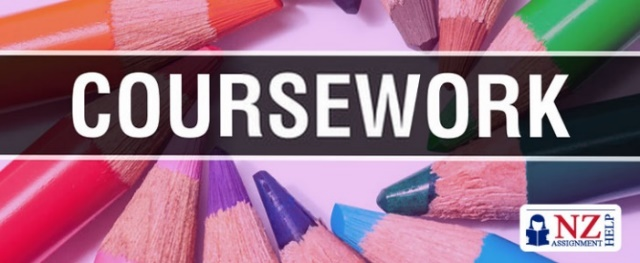 COURSEWORK
NZ
ASSIGNMENT
HELP